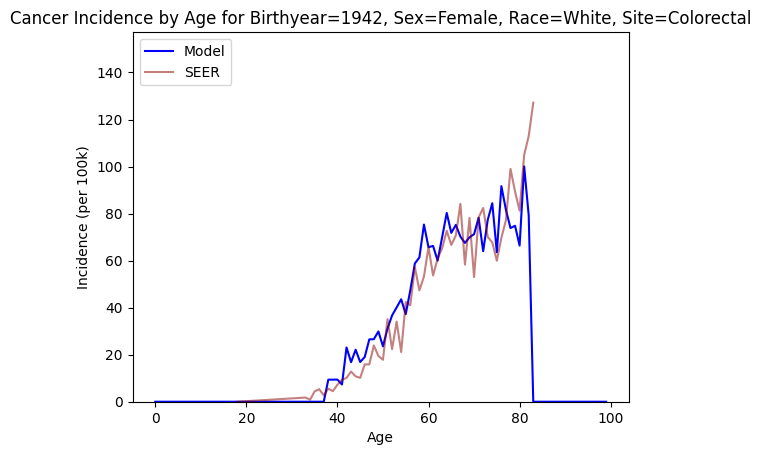 Cancer Incidence by Age for Birthyear=1942, Sex=Female, Race=White, Site=Colorectal
Model
SEER
140
120
100
80
60
40
20
0
Incidence (per 100k)
0 20 40 60 80 100
Age